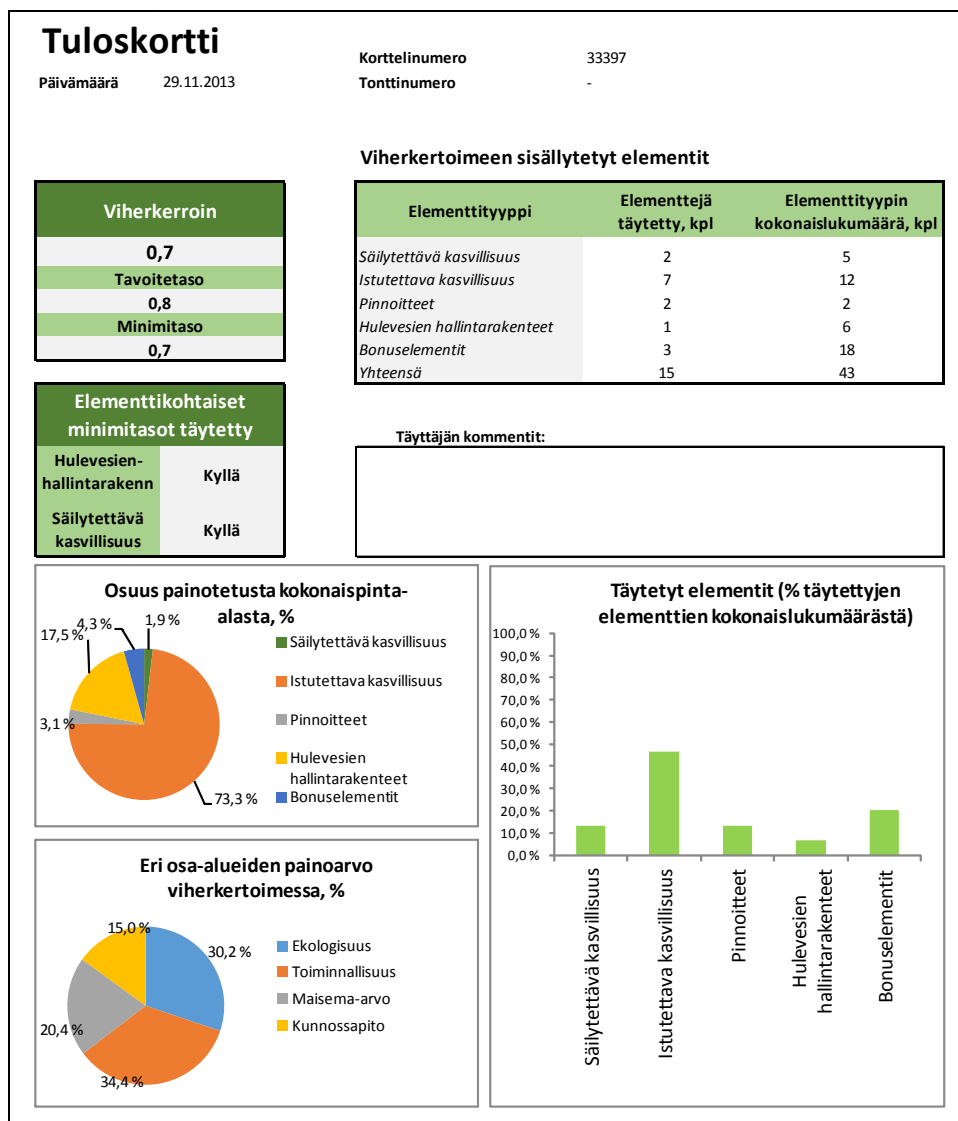 Tuloskortti
Päivämäärä 29.11.2013
Korttelinumero 33397
Tonttinumero -
Viherkerroin
0,7
Tavoitetaso
0,8
Minimitaso
0,7
Viherkertoimeen sisällytetyt elementit
Elementtityyppi Elementtejä täytetty, kpl Elementtityypin kokonaislukumäärä, kpl
Säilytettävä kasvillisuus 2 5
Istutettava kasvillisuus 7 12
Pinnoitteet 2 2
Hulevesien hallintarakenteet 1 6
Bonuselementit 3 18
Yhteensä 15 43
Elementtikohtaiset
minimitasot täytetty
Hulevesien-
hallintarakenn Kyllä
Säilytettävä
kasvillisuus Kyllä
Täyttäjän kommentit:
Osuus painotetusta kokonaispinta-
alasta, %
1,9 %
73,3 %
3,1 %
17,5 %
4,3 %
Säilytettävä kasvillisuus
Istutettava kasvillisuus
Pinnoitteet
Hulevesien
hallintarakenteet
Bonuselementit
Eri osa-alueiden painoarvo
viherkertoimessa, %
30,2 %
34,4 %
20,4 %
15,0 %
Ekologisuus
Toiminnallisuus
Maisema-arvo
Kunnossapito
Täytetyt elementit (% täytettyjen
elementtien kokonaislukumäärästä)
100,0 %
90,0 %
80,0 %
70,0 %
60,0 %
50,0 %
40,0 %
30,0 %
20,0 %
10,0 %
0,0 %
Säilytettävä kasvillisuus
Istutettava kasvillisuus
Pinnoitteet
Hulevesien
hallintarakenteet
Bonuselementit